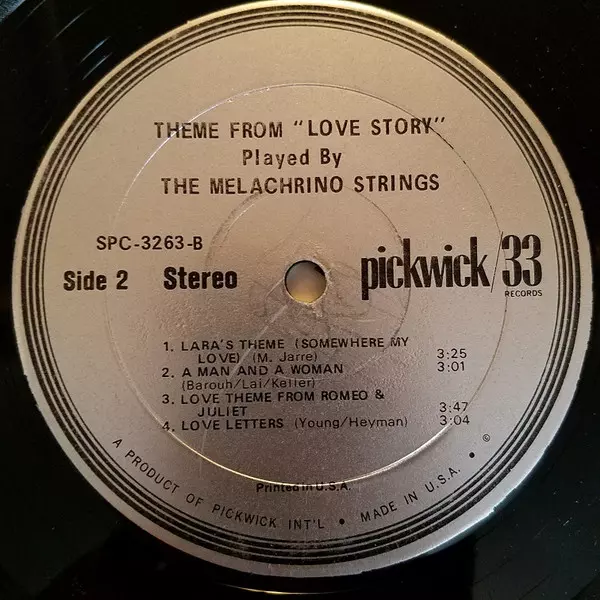 THEME FROM "LOVE STORY"
Played By
THE MELACHRINO STRINGS
SPC-3263-B
Side 2 Stereo
pickwick/33
RECORDS
1. LARA'S THEME (SOMEWHERE MY
LOVE) (M. Jarre) 3:25
2. A MAN AND A WOMAN 3:01
(Barouh/Lai/Keller)
3. LOVE THEME FROM ROMEO &
JULIET 3:47
4. LOVE LETTERS (Young/Heyman) 3:04
Printed in U.S.A.
A PRODUCT OF PICKWICK INT'L • MADE IN U.S.A. • ©